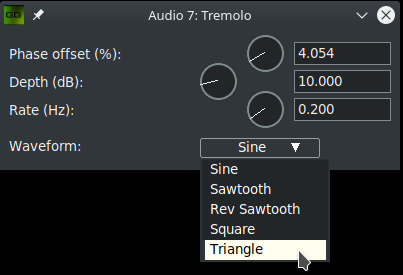 GD
Audio 7: Tremolo
Phase offset (%): 4.054
Depth (dB): 10.000
Rate (Hz): 0.200
Waveform: Sine
Sine
Sawtooth
Rev Sawtooth
Square
Triangle